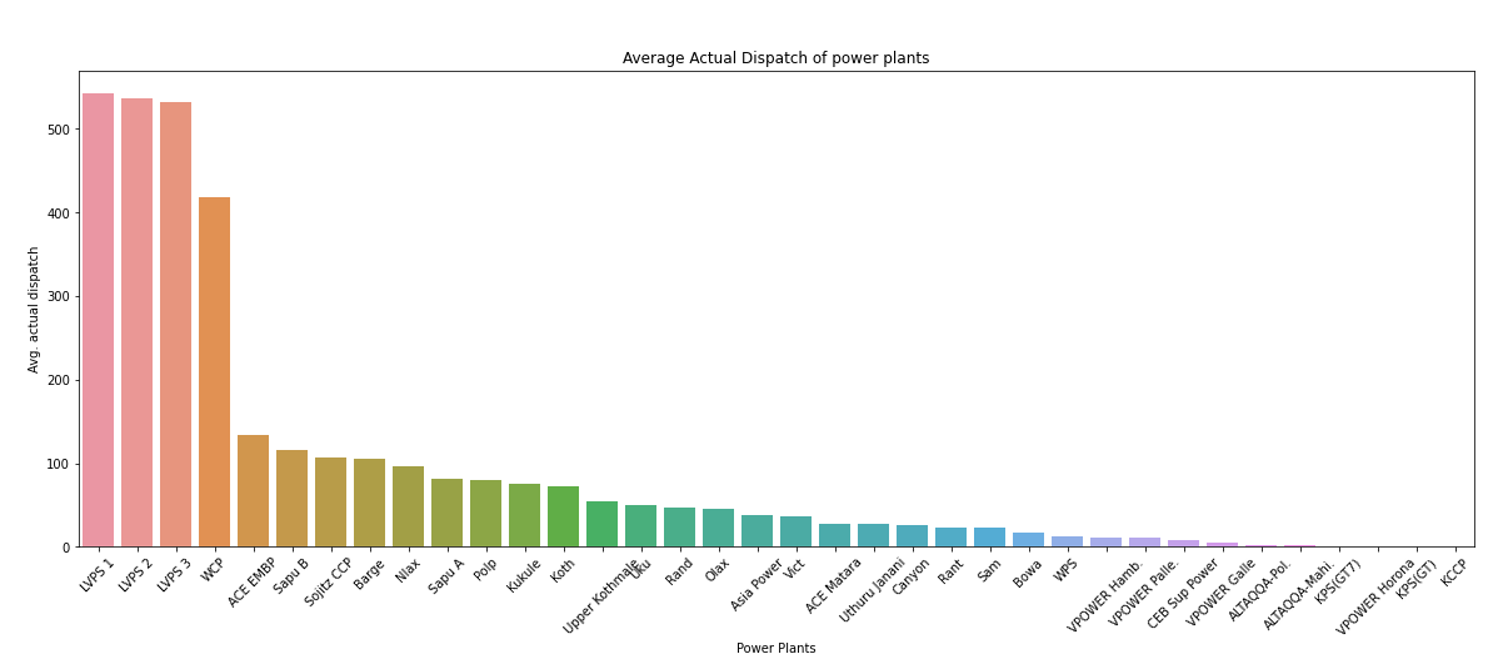 Average Actual Dispatch of power plants
Avg. actual dispatch
500
400
300
200
100
0
LVPS 1
LVPS 2
LVPS 3
WCP
ACE EMBP
Sapu B
Sojitz CCP
Barge
Nlax
Sapu A
Polp
Kukule
Koth
Upper Kothmale
Uku
Rand
Olax
Asia Power
Vict
ACE Matara
Uthuru Janani
Canyon
Rant
Sam
Bowa
WPS
VPOWER Hamb.
VPOWER Palle.
CEB Sup Power
VPOWER Galle
ALTAQQA-Pol.
ALTAQQA-Mahi.
KPS(GT7)
VPOWER Horona
KPS(GT)
KCCP
Power Plants